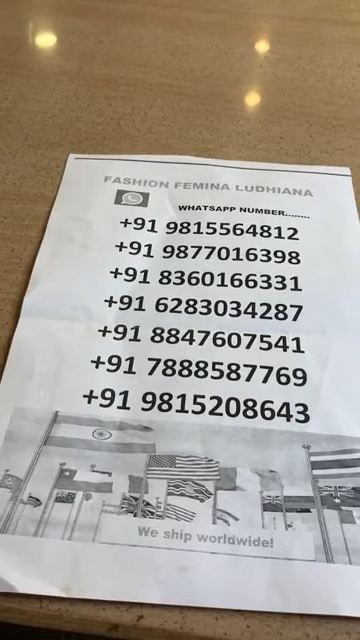 FASHION FEMINA LUDHIANA
WHATSAPP NUMBER........
+91 9815564812
+91 9877016398
+91 8360166331
+91 6283034287
+91 8847607541
+91 7888587769
+91 9815208643
We ship worldwide!